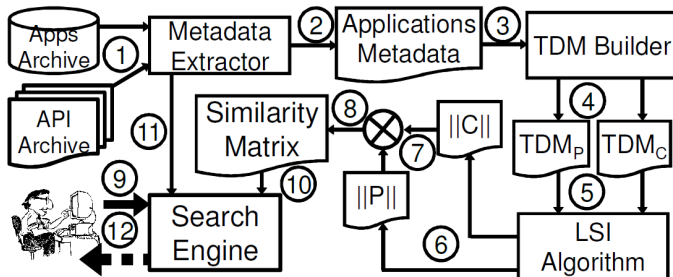 Apps
Archive
1
Metadata
Extractor
2
Applications
Metadata
3
TDM Builder
API
Archive
11
Similarity
Matrix
8
7
||C||
4
TDMP
TDMC
5
9
12
Search
Engine
10
||P||
6
LSI
Algorithm